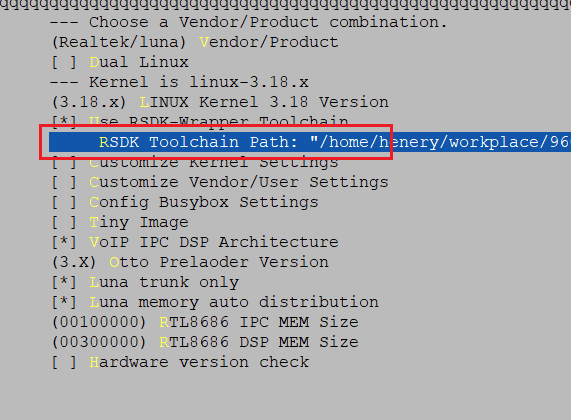 qqqqqqqqqqqqqqqqqqqqqqqqqqqqqqqqqqqqqqqqqqqqqqqqqqqqqqqqq
--- Choose a Vendor/Product combination.
(Realtek/luna) Vendor/Product
[ ] Dual Linux
--- Kernel is linux-3.18.x
(3.18.x) LINUX Kernel 3.18 Version
[*] Use RSDK-Wrapper Toolchain
RSDK Toolchain Path: "/home/henery/workplace/96
[ ] Customize Kernel Settings
[ ] Customize Vendor/User Settings
[ ] Config Busybox Settings
[ ] Tiny Image
[*] VoIP IPC DSP Architecture
(3.X) Otto Prelaoder Version
[*] Luna trunk only
[*] Luna memory auto distribution
(00100000) RTL8686 IPC MEM Size
(00300000) RTL8686 DSP MEM Size
[ ] Hardware version check